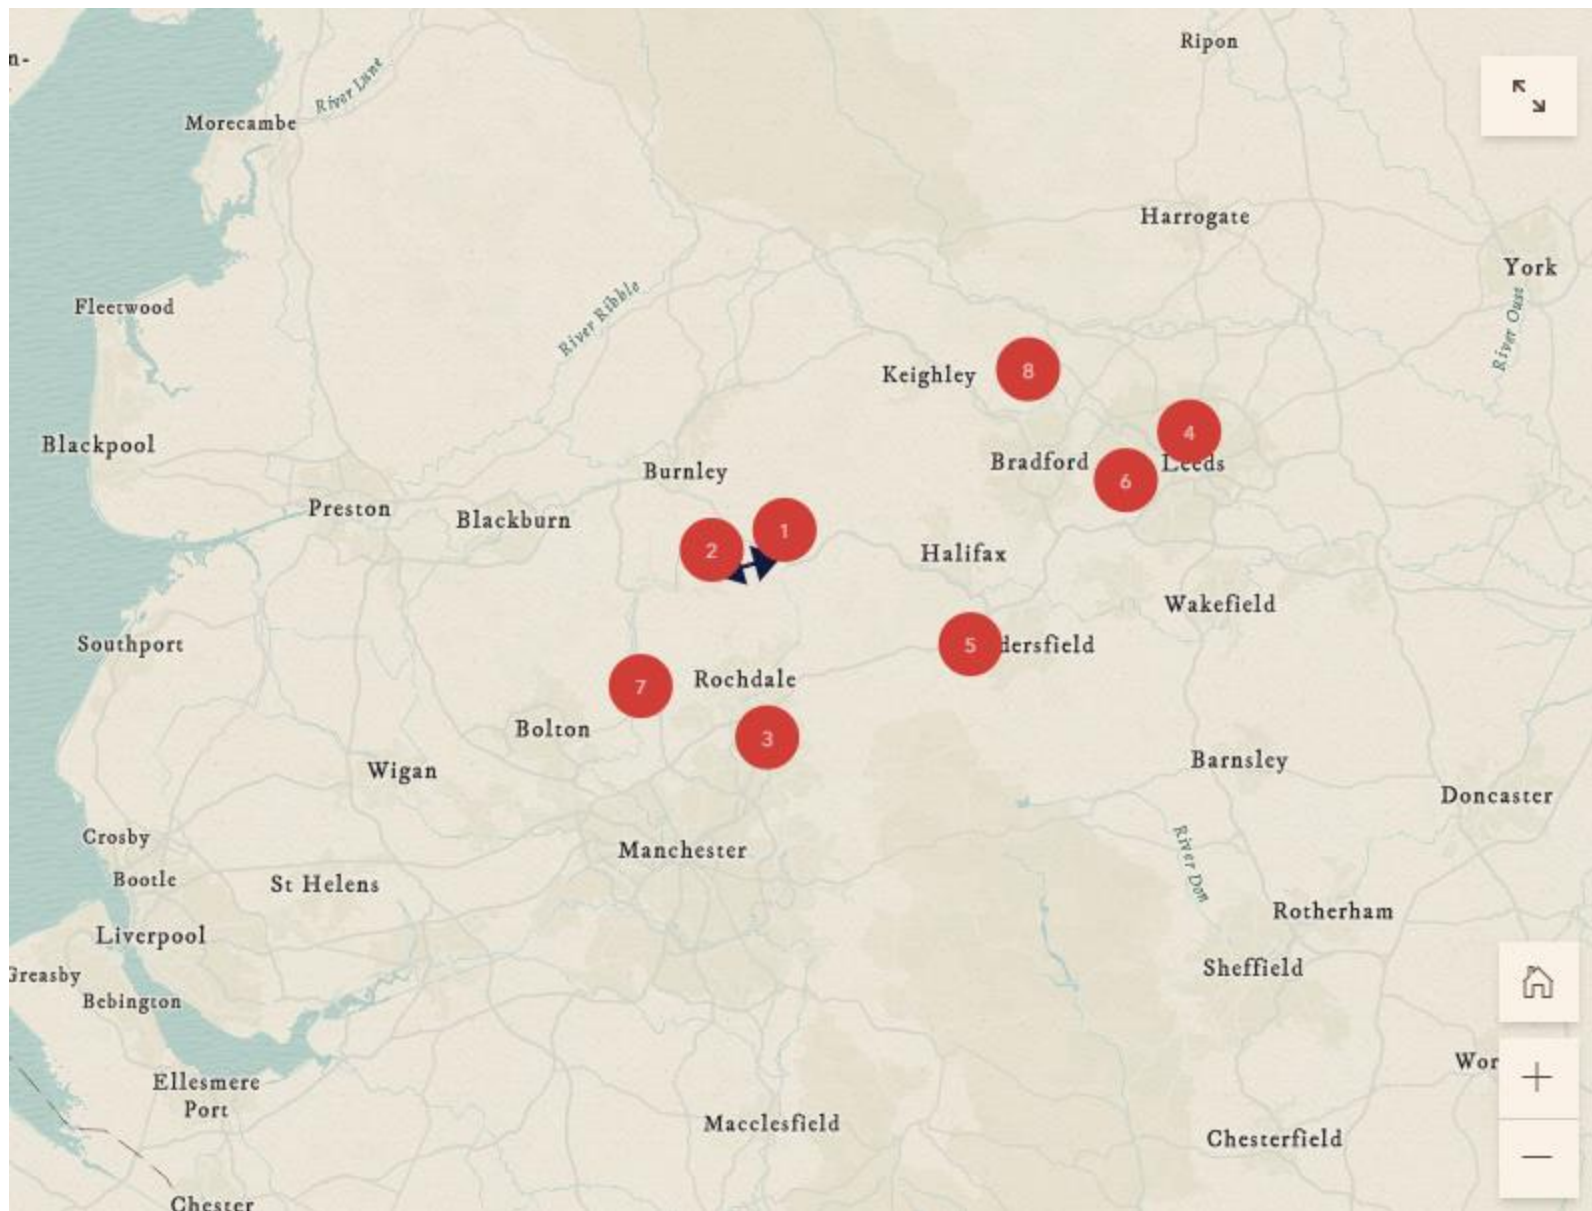 n-
Ripon
River Lune
Morecambe
Harrogate
York
Fleetwood
River Ribble
River Ouse
8
Keighley
4
Blackpool
Bradford
Leeds
6
Burnley
Preston
Blackburn
1
2
Halifax
Wakefield
Southport
5
dersfield
7
Rochdale
Bolton
3
Wigan
Barnsley
Doncaster
Crosby
Manchester
River Don
Bootle
St Helens
Rotherham
Liverpool
Sheffield
Greasby
Bebington
Wor
Ellesmere
Port
Macclesfield
Chesterfield
Chester